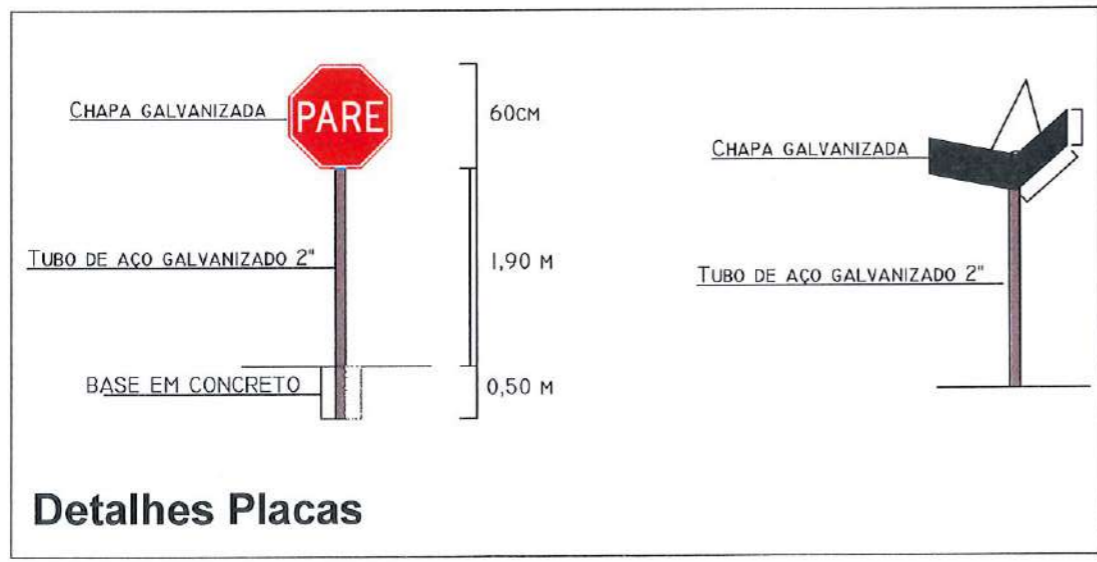 CHAPA GALVANIZADA
PARE
60CM
TUBO DE AÇO GALVANIZADO 2"
1,90 M
BASE EM CONCRETO
0,50 M
CHAPA GALVANIZADA
TUBO DE AÇO GALVANIZADO 2"
Detalhes Placas